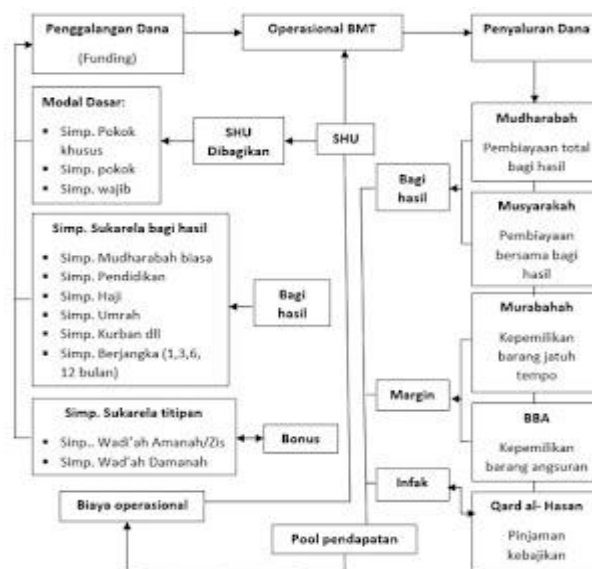 Penggalangan Dana
(Funding)
Operasional BMT
Penyaluran Dana
Modal Dasar:
▪ Simp. Pokok
khusus
▪ Simp. pokok
▪ Simp. wajib
SHU
Dibagikan
SHU
Mudharabah
Pembiayaan total
bagi hasil
Bagi
hasil
Musyarakah
Pembiayaan
bersama bagi
hasil
Simp. Sukarela bagi hasil
▪ Simp. Mudharabah biasa
▪ Simp. Pendidikan
▪ Simp. Haji
▪ Simp. Umrah
▪ Simp. Kurban dll
▪ Simp. Berjangka (1,3,6,
12 bulan)
Bagi
hasil
Murabahah
Kepemilikan
barang jatuh
tempo
Margin
BBA
Kepemilikan
barang angsuran
Simp. Sukarela titipan
▪ Sinp.. Wadi'ah Amanah/Zis
▪ Simp. Wad'ah Damanah
Bonus
Infak
Qard al- Hasan
Pinjaman
kebajikan
Biaya operasional
Pool pendapatan